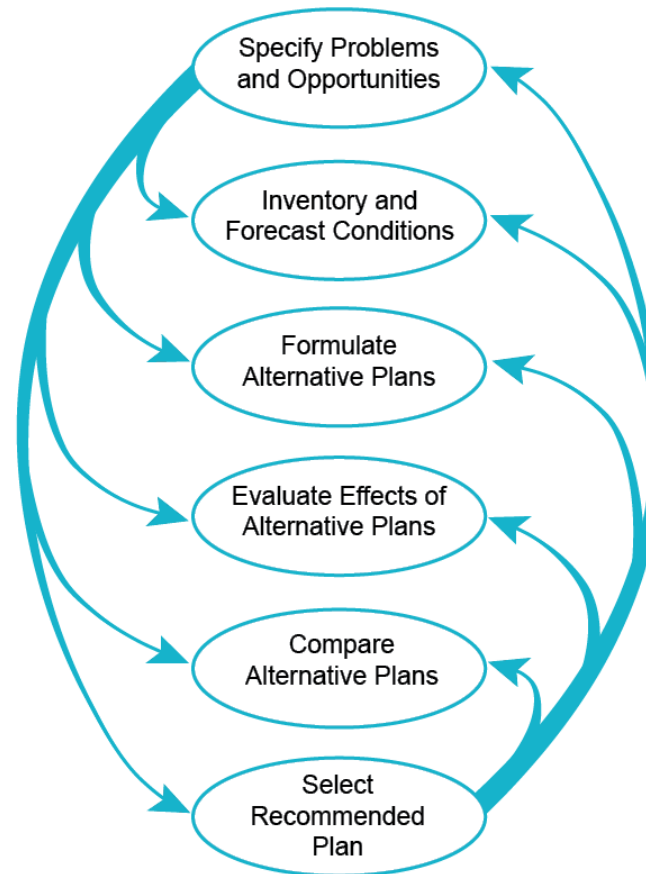 Specify Problems
and Opportunities
Inventory and
Forecast Conditions
Formulate
Alternative Plans
Evaluate Effects of
Alternative Plans
Compare
Alternative Plans
Select
Recommended
Plan